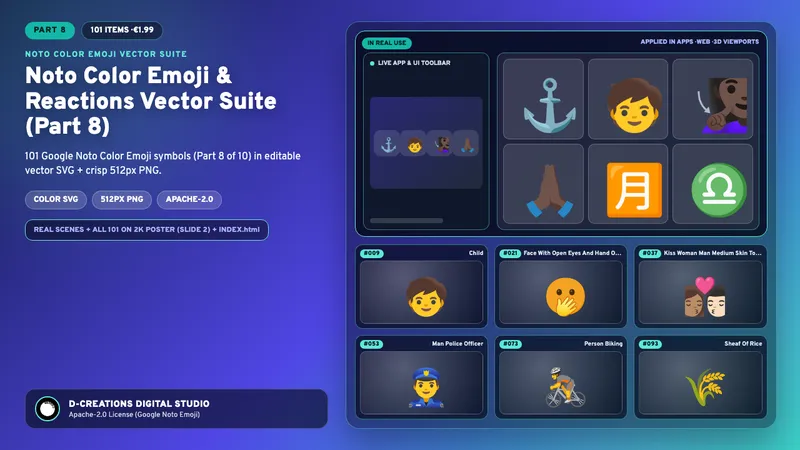 PART 8
101 ITEMS · €1.99
NOTO COLOR EMOJI VECTOR SUITE
Noto Color Emoji &
Reactions Vector Suite
(Part 8)
101 Google Noto Color Emoji symbols (Part 8 of 10) in editable
vector SVG + crisp 512px PNG.
COLOR SVG
512PX PNG
APACHE-2.0
REAL SCENES + ALL 101 ON 2K POSTER (SLIDE 2) + INDEX.html
D-CREATIONS DIGITAL STUDIO
Apache-2.0 License (Google Noto Emoji)
IN REAL USE
APPLIED IN APPS · WEB · 3D VIEWPORTS
LIVE APP & UI TOOLBAR
月
#009
Child
#021
Face With Open Eyes And Hand O...
#037
Kiss Woman Man Medium Skin To...
#053
Man Police Officer
#073
Person Biking
#093
Sheaf Of Rice